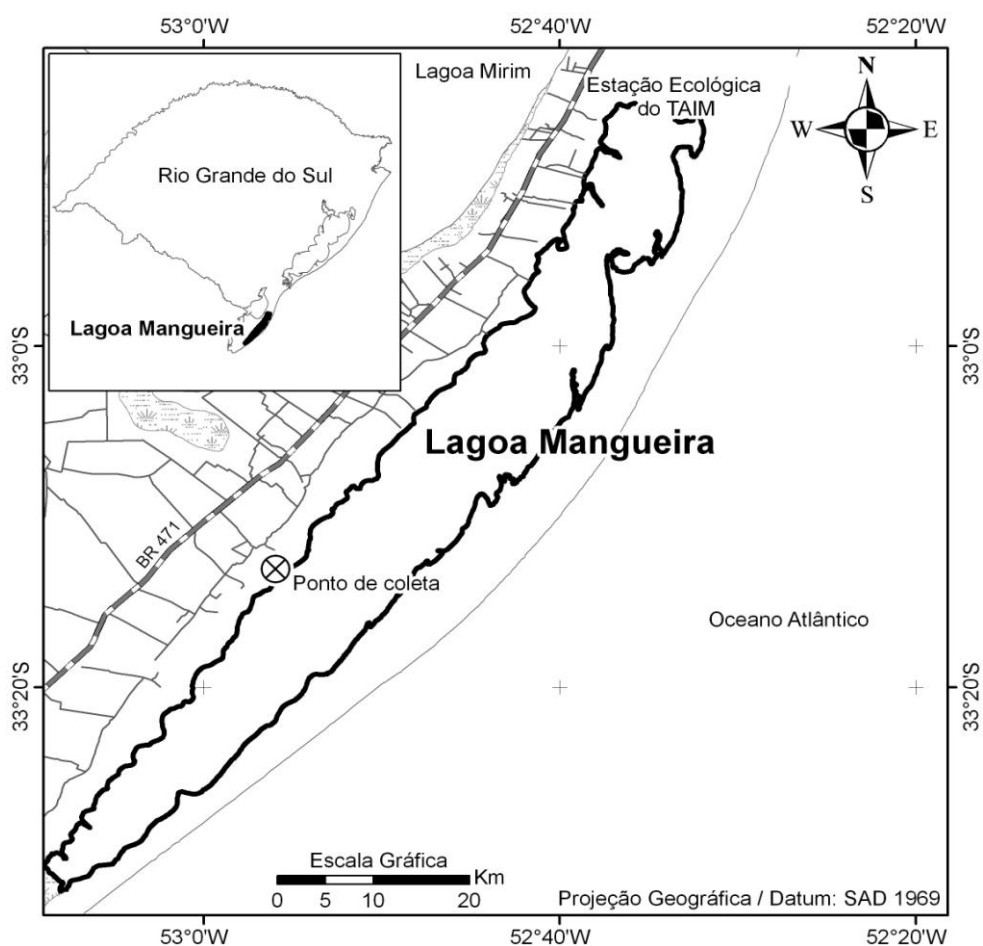 53°0'W
52°40'W
52°20'W
Lagoa Mirim
Estação Ecológica
do TAIM
N
W
E
S
Rio Grande do Sul
Lagoa Mangueira
33°0'S
33°0'S
Lagoa Mangueira
BR 471
Ponto de coleta
Oceano Atlântico
33°20'S
33°20'S
Escala Gráfica
Km
0 5 10 20
Projeção Geográfica / Datum: SAD 1969
53°0'W
52°40'W
52°20'W